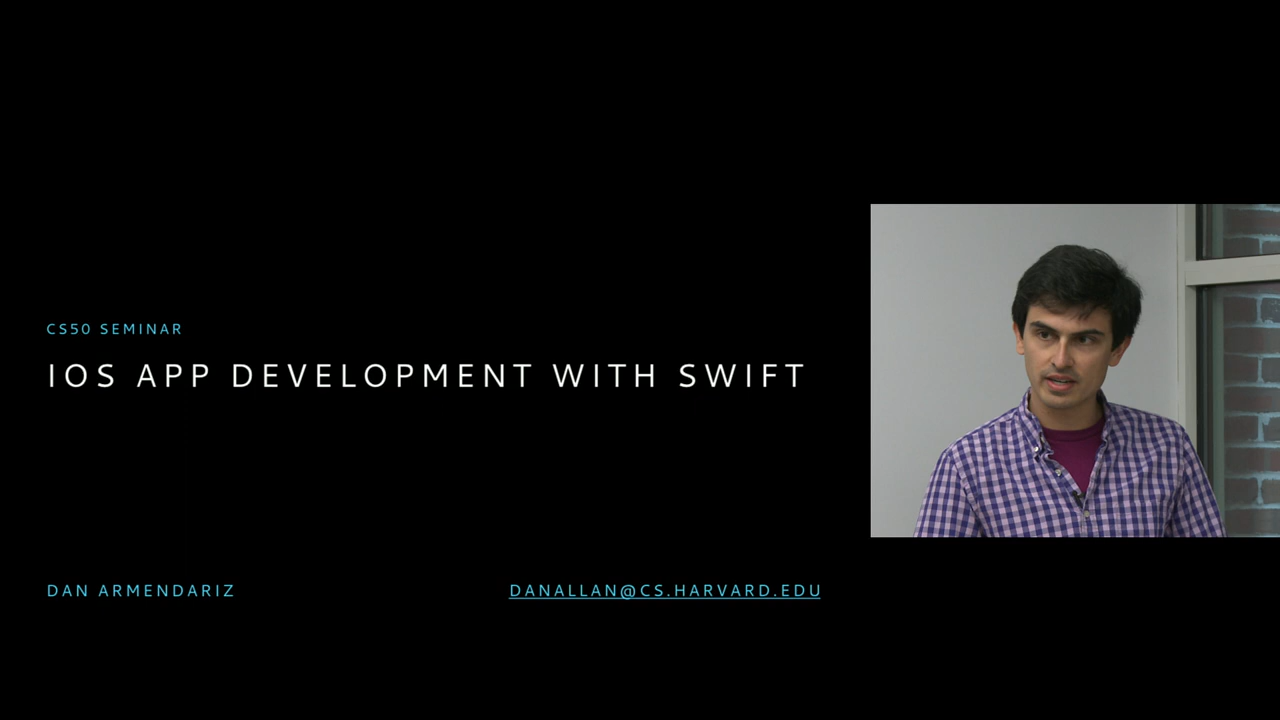 CS50 SEMINAR
IOS APP DEVELOPMENT WITH SWIFT
DAN ARMENDARIZ
DANALLAN@CS.HARVARD.EDU